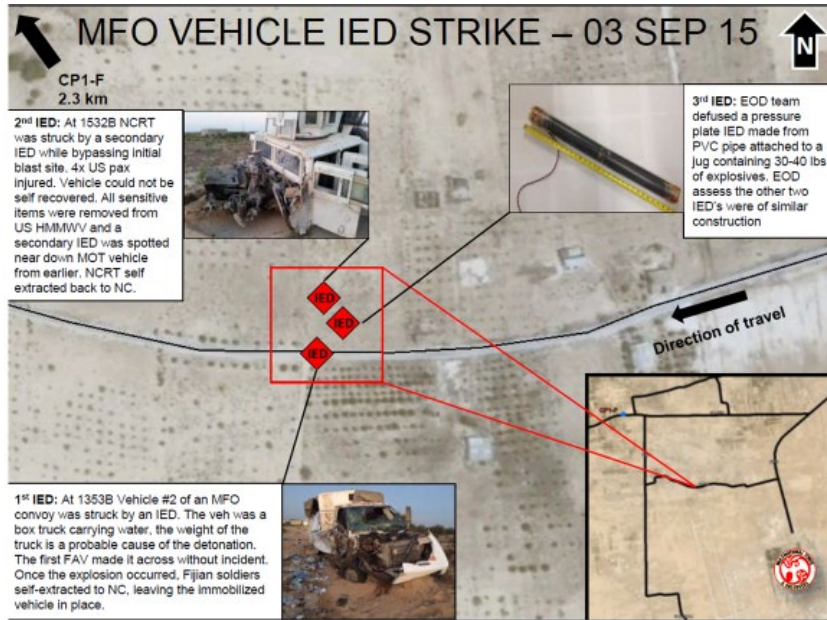 MFO VEHICLE IED STRIKE – 03 SEP 15
N
CP1-F
2.3 km
2nd IED: At 1532B NCRT
was struck by a secondary
IED while bypassing initial
blast site. 4x US pax
injured. Vehicle could not be
self recovered. All sensitive
items were removed from
US HMMWV and a
secondary IED was spotted
near down MOT vehicle
from earlier. NCRT self
extracted back to NC.
3rd IED: EOD team
defused a pressure
plate IED made from
PVC pipe attached to a
jug containing 30-40 lbs
of explosives. EOD
assess the other two
IED's were of similar
construction
IED
IED
IED
Direction of travel
CP1-F
1st IED: At 1353B Vehicle #2 of an MFO
convoy was struck by an IED. The veh was a
box truck carrying water, the weight of the
truck is a probable cause of the detonation.
The first FAV made it across without incident.
Once the explosion occurred, Fijian soldiers
self-extracted to NC, leaving the immobilized
vehicle in place.